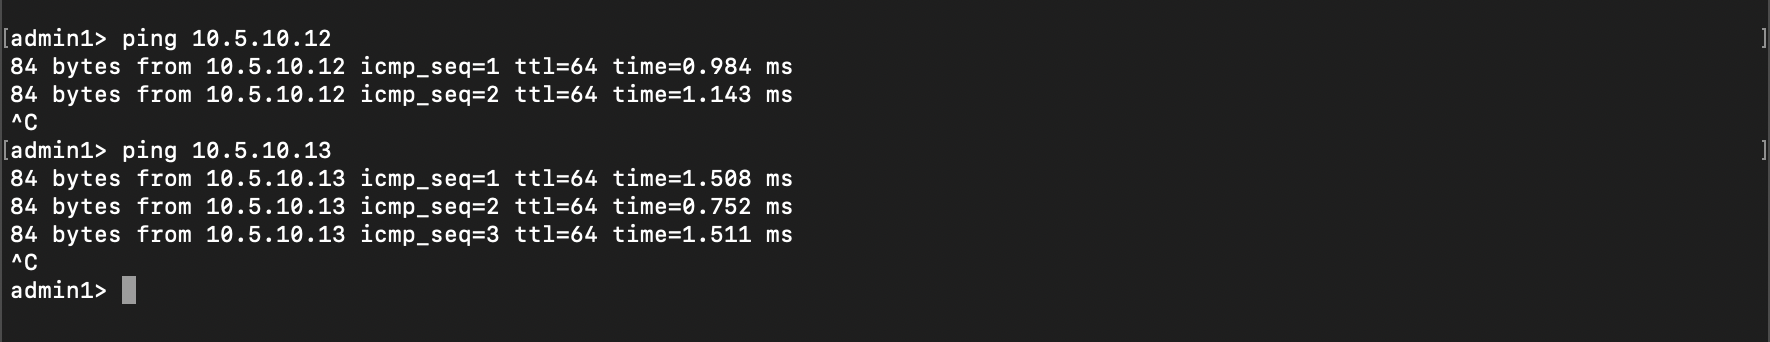 [admin1> ping 10.5.10.12 ]
84 bytes from 10.5.10.12 icmp_seq=1 ttl=64 time=0.984 ms
84 bytes from 10.5.10.12 icmp_seq=2 ttl=64 time=1.143 ms
^C
[admin1> ping 10.5.10.13 ]
84 bytes from 10.5.10.13 icmp_seq=1 ttl=64 time=1.508 ms
84 bytes from 10.5.10.13 icmp_seq=2 ttl=64 time=0.752 ms
84 bytes from 10.5.10.13 icmp_seq=3 ttl=64 time=1.511 ms
^C
admin1>